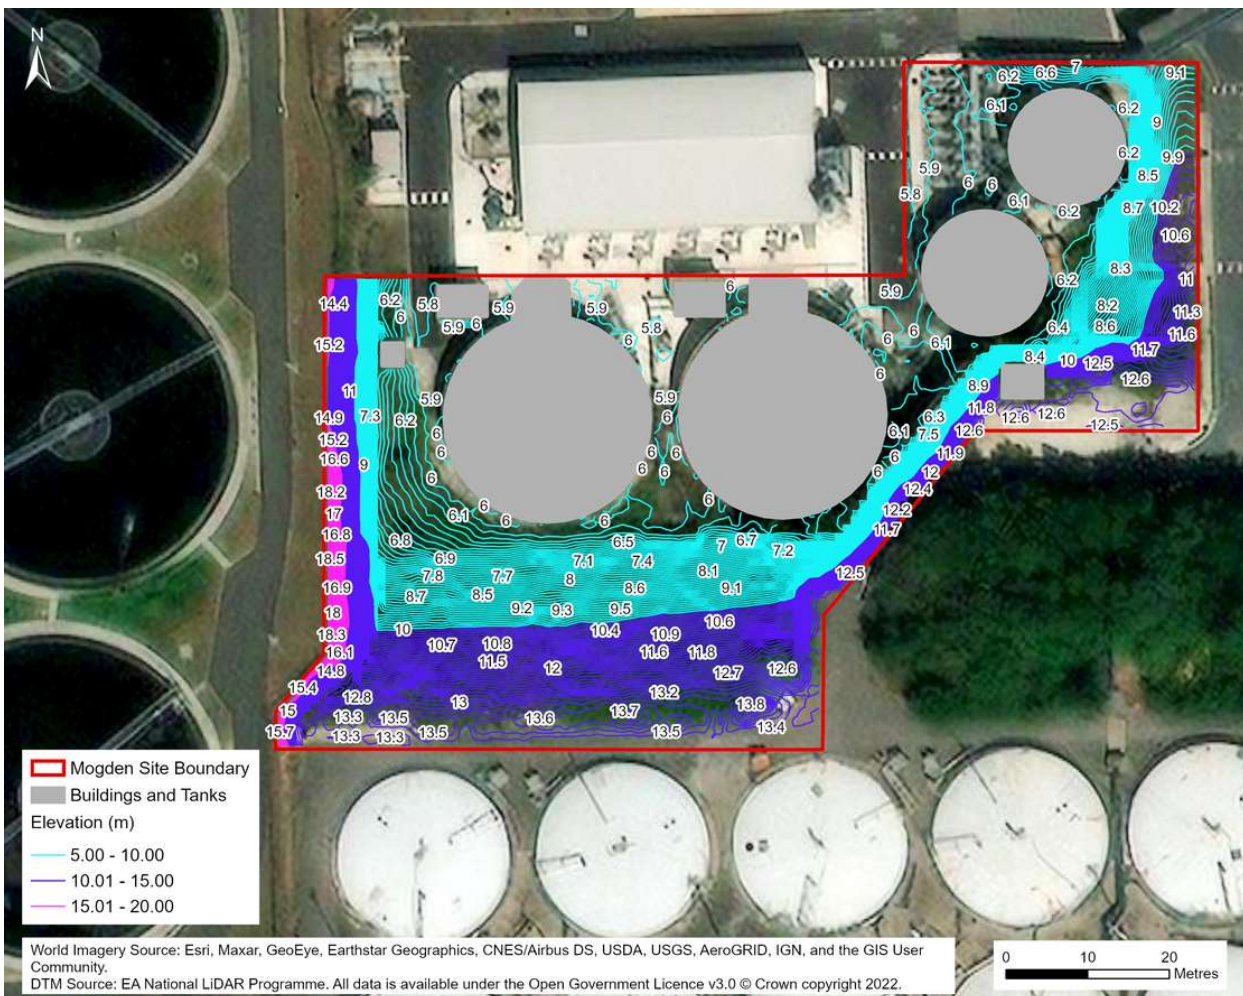 N
7
6.2 6.6 9.1
6.1 6.2 9
6.2 9.9
5.9 8.5
5.8 6 6 6.1 6.2 8.7 10.2
10.6
6.2 8.3 11
14.4 6.2 5.8 5.9 6 5.9 8.2 11.3
6 5.9 6 5.8 6 6 6.4 8.6 11.6
15.2 6 6.1 8.4 10 11.7
11 6 8.9 12.5 12.6
14.9 7.3 6.2 5.9 5.9 6 6.3 11.8 12.6 12.6 12.5
15.2 6 6.1 7.5 12.6
16.6 9 6 6 6 6 11.9
18.2 6 6 6 12 12.4
17 6.1 6 6 12.2
16.8 6.8 6.5 7 6.7 7.2 11.7
18.5 6.9 7.1 7.4
16.9 7.8 7.7 8 8.1 12.5
8.7 8.5 8.6 9.1
18 9.2 9.3 9.5
18.3 10 10.4 10.6
16.1 10.7 10.8 10.9
14.8 11.5 12 11.6 11.8 12.7 12.6
15.4 12.8 13 13.2
15 13.3 13.5 13.6 13.7 13.8
15.7 13.3 13.3 13.5 13.5 13.4
Mogden Site Boundary
Buildings and Tanks
Elevation (m)
5.00 - 10.00
10.01 - 15.00
15.01 - 20.00
World Imagery Source: Esri, Maxar, GeoEye, Earthstar Geographics, CNES/Airbus DS, USDA, USGS, AeroGRID, IGN, and the GIS User
Community.
DTM Source: EA National LiDAR Programme. All data is available under the Open Government Licence v3.0 © Crown copyright 2022.
0 10 20
Metres